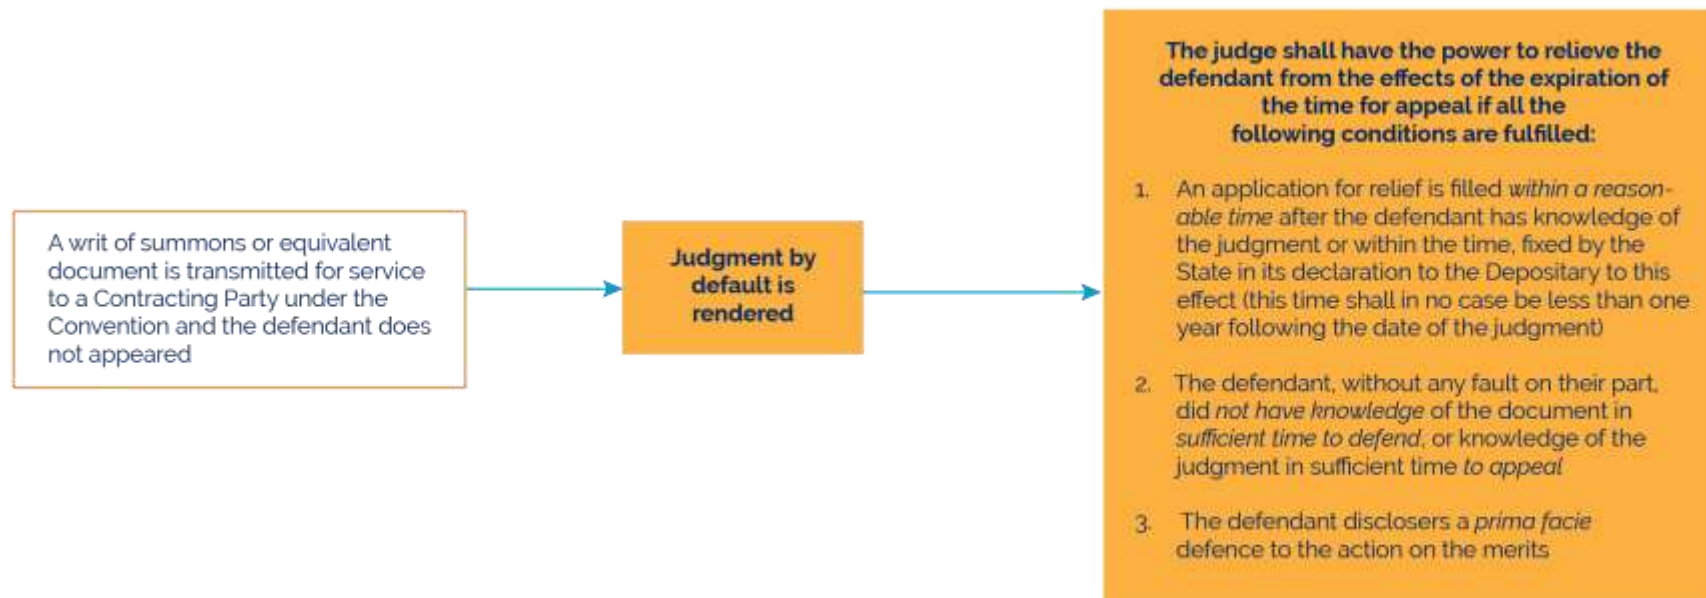 A writ of summons or equivalent
document is transmitted for service
to a Contracting Party under the
Convention and the defendant does
not appeared
Judgment by
default is
rendered
The judge shall have the power to relieve the
defendant from the effects of the expiration of
the time for appeal if all the
following conditions are fulfilled:
1. An application for relief is filled within a reason-
able time after the defendant has knowledge of
the judgment or within the time, fixed by the
State in its declaration to the Depositary to this
effect (this time shall in no case be less than one
year following the date of the judgment)
2. The defendant, without any fault on their part,
did not have knowledge of the document in
sufficient time to defend, or knowledge of the
judgment in sufficient time to appeal
3. The defendant disclosers a prima facie
defence to the action on the merits